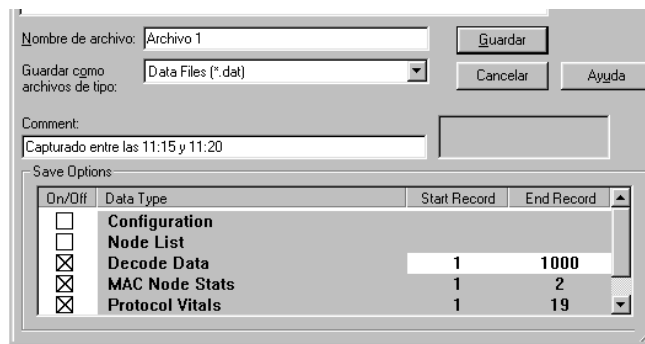 Nombre de archivo: Archivo 1 Guardar
Guardar como archivos de tipo: Data Files (*.dat) Cancelar Ayuda
Comment:
Capturado entre las 11:15 y 11:20
Save Options
On/Off Data Type Start Record End Record
Configuration
Node List
Decode Data 1 1000
MAC Node Stats 1 2
Protocol Vitals 1 19